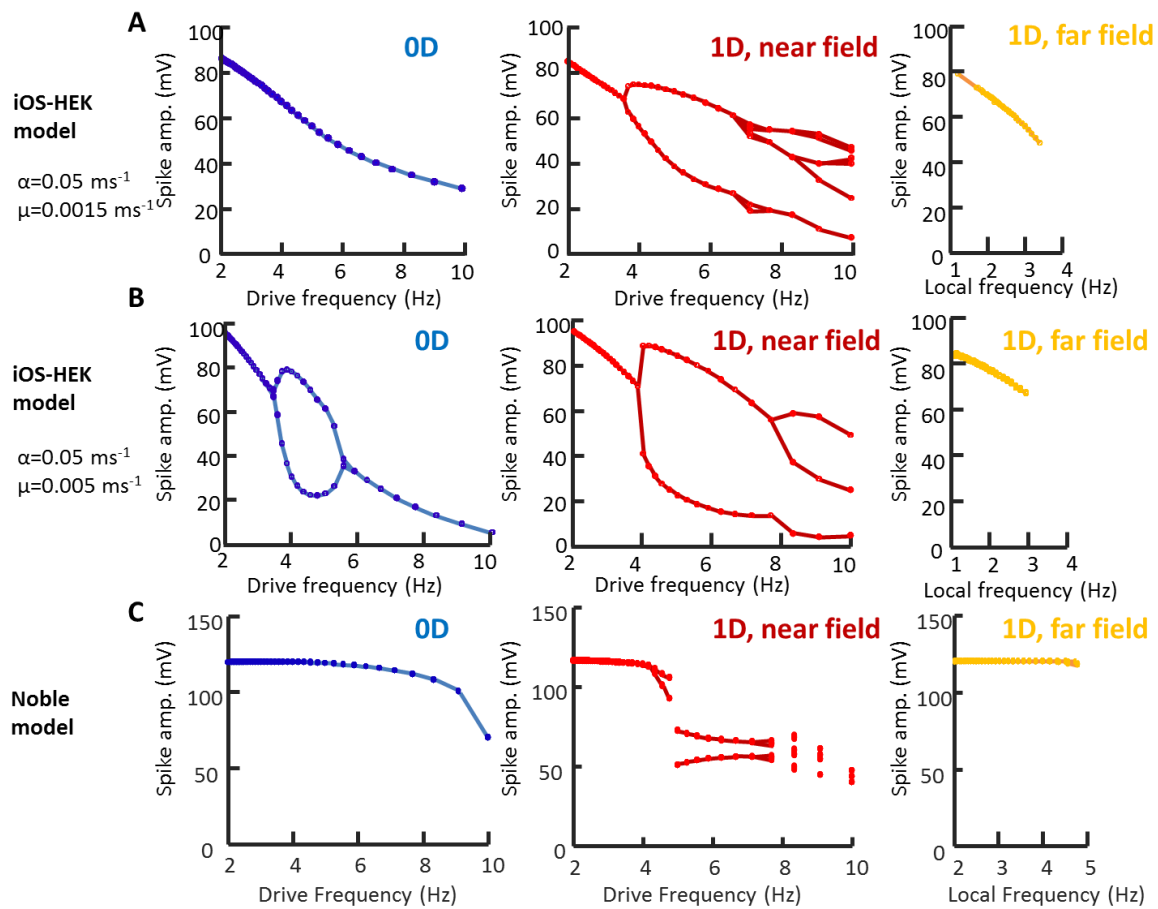 A
iOS-HEK
model
α=0.05 ms⁻¹
μ=0.0015 ms⁻¹
0D
Spike amp. (mV)
100
80
60
40
20
0
2 4 6 8 10
Drive frequency (Hz)
1D, near field
Spike amp. (mV)
100
80
60
40
20
0
2 4 6 8 10
Drive frequency (Hz)
1D, far field
Spike amp. (mV)
100
80
60
40
20
0
1 2 3 4
Local frequency (Hz)
B
iOS-HEK
model
α=0.05 ms⁻¹
μ=0.005 ms⁻¹
0D
Spike amp. (mV)
100
80
60
40
20
0
2 4 6 8 10
Drive frequency (Hz)
1D, near field
Spike amp. (mV)
100
80
60
40
20
0
2 4 6 8 10
Drive frequency (Hz)
1D, far field
Spike amp. (mV)
100
80
60
40
20
0
1 2 3 4
Local frequency (Hz)
C
Noble
model
0D
Spike amp. (mV)
150
100
50
0
2 4 6 8 10
Drive Frequency (Hz)
1D, near field
Spike amp. (mV)
150
100
50
0
2 4 6 8 10
Drive Frequency (Hz)
1D, far field
Spike amp. (mV)
150
100
50
0
2 3 4 5
Local Frequency (Hz)